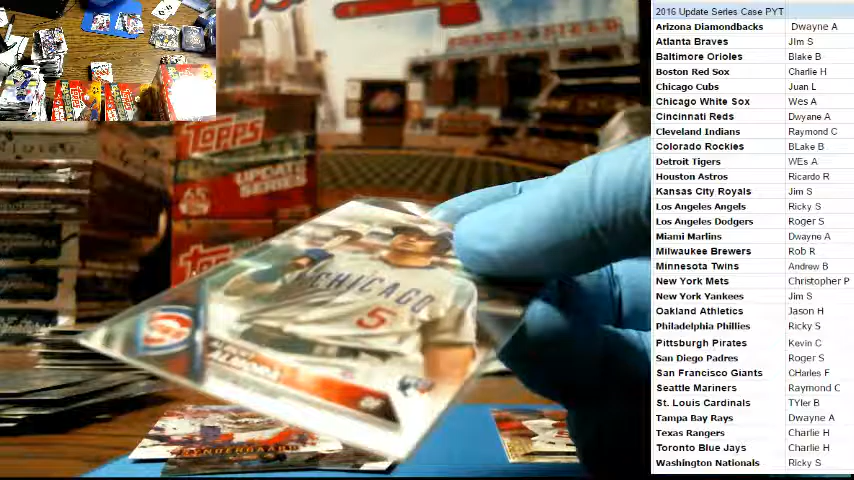 2016 Update Series Case PYT
Arizona Diamondbacks Dwayne A
Atlanta Braves JIm S
Baltimore Orioles Blake B
Boston Red Sox Charlie H
Chicago Cubs Juan L
Chicago White Sox Wes A
Cincinnati Reds Dwyane A
Cleveland Indians Raymond C
Colorado Rockies BLake B
Detroit Tigers WEs A
Houston Astros Ricardo R
Kansas City Royals Jim S
Los Angeles Angels Ricky S
Los Angeles Dodgers Roger S
Miami Marlins Dwayne A
Milwaukee Brewers Rob R
Minnesota Twins Andrew B
New York Mets Christopher P
New York Yankees Jim S
Oakland Athletics Jason H
Philadelphia Phillies Ricky S
Pittsburgh Pirates Kevin C
San Diego Padres Roger S
San Francisco Giants CHarles F
Seattle Mariners Raymond C
St. Louis Cardinals TYler B
Tampa Bay Rays Dwayne A
Texas Rangers Charlie H
Toronto Blue Jays Charlie H
Washington Nationals Ricky S
TOPPS
UPDATE
SERIES
65
TOPPS
CHICAGO
5
ALMORA
SYNDERGAARD